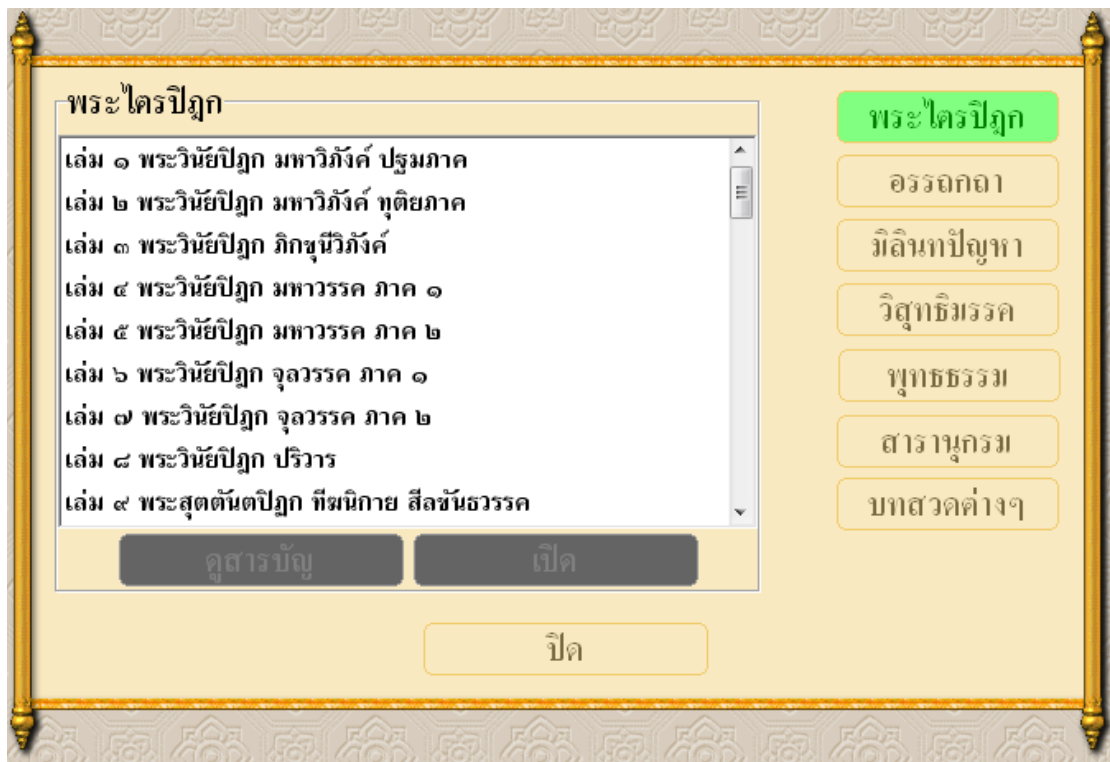 พระไตรปิฎก
เล่ม ๑ พระวินัยปิฎก มหาวิภังค์ ปฐมภาค
เล่ม ๒ พระวินัยปิฎก มหาวิภังค์ ทุติยภาค
เล่ม ๓ พระวินัยปิฎก ภิกขุนีวิภังค์
เล่ม ๔ พระวินัยปิฎก มหาวรรค ภาค ๑
เล่ม ๕ พระวินัยปิฎก มหาวรรค ภาค ๒
เล่ม ๖ พระวินัยปิฎก จุลวรรค ภาค ๑
เล่ม ๗ พระวินัยปิฎก จุลวรรค ภาค ๒
เล่ม ๘ พระวินัยปิฎก ปริวาร
เล่ม ๙ พระสุตตันตปิฎก ทีฆนิกาย สีลขันธวรรค
ดูสารบัญ
เปิด
ปิด
พระไตรปิฎก
อรรถกถา
มิลินทปัญหา
วิสุทธิมรรค
พุทธธรรม
สารานุกรม
บทสวดต่างๆ